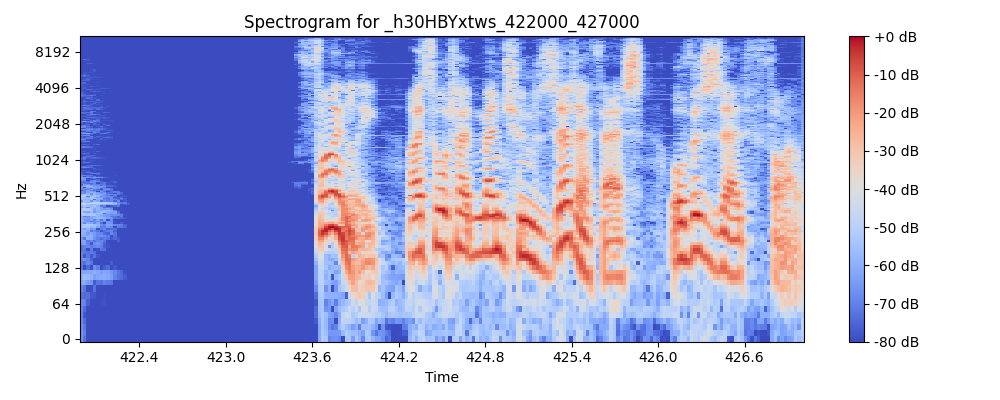 Spectrogram for _h30HBYxtws_422000_427000
Hz
8192
4096
2048
1024
512
256
128
64
0
422.4 423.0 423.6 424.2 424.8 425.4 426.0 426.6
Time
+0 dB
-10 dB
-20 dB
-30 dB
-40 dB
-50 dB
-60 dB
-70 dB
-80 dB